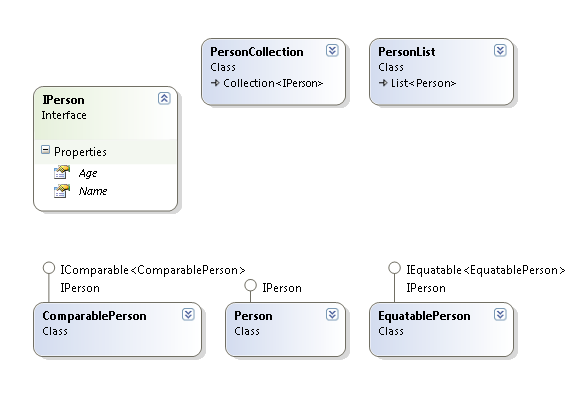 PersonCollection
Class
Collection<IPerson>
PersonList
Class
List<Person>
IPerson
Interface
Properties
Age
Name
IComparable<ComparablePerson>
IPerson
ComparablePerson
Class
IPerson
Person
Class
IEquatable<EquatablePerson>
IPerson
EquatablePerson
Class